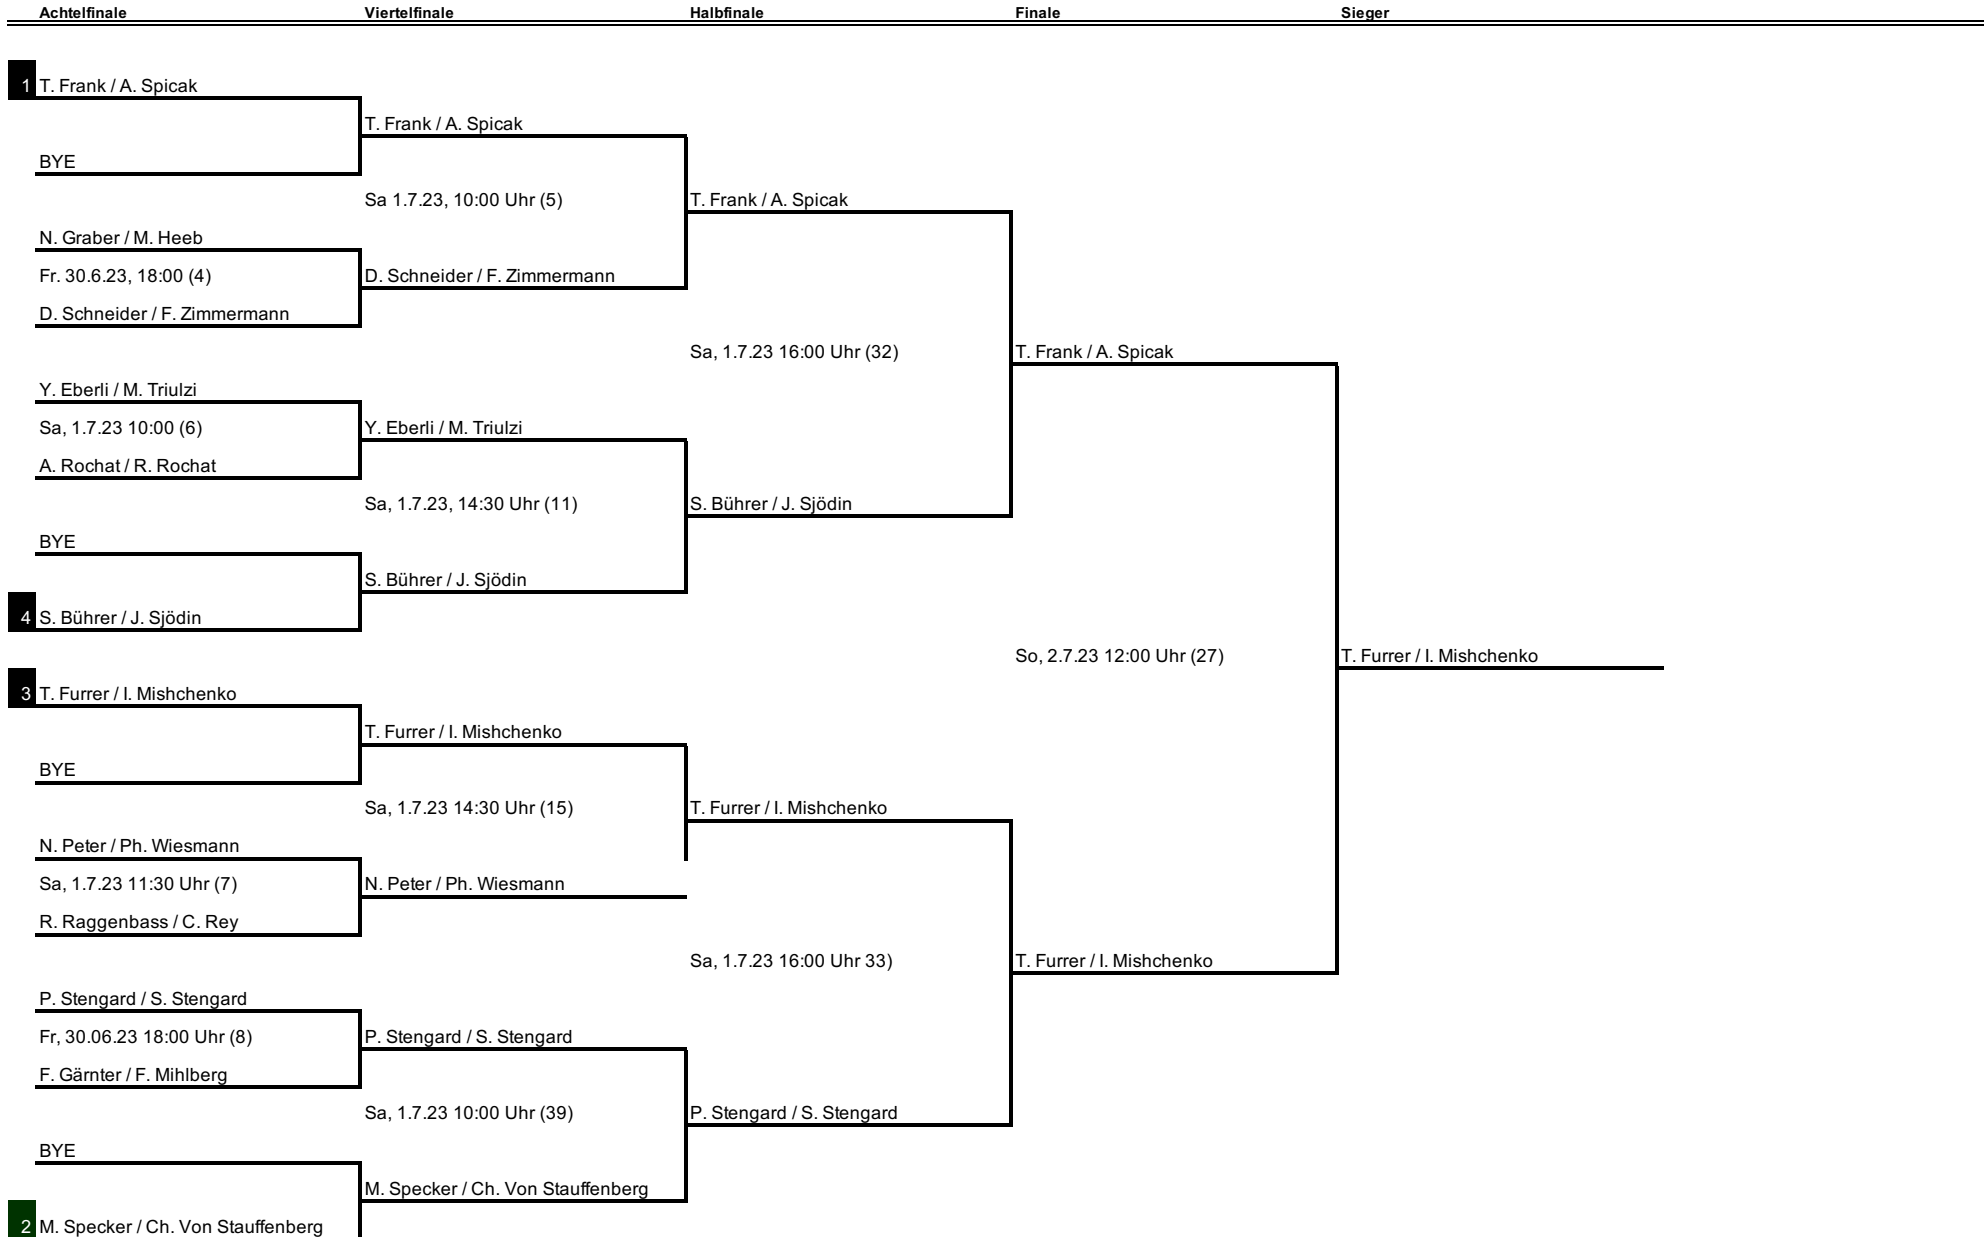 Achtelfinale Viertelfinale Halbfinale Finale Sieger
1 T. Frank / A. Spicak
T. Frank / A. Spicak
BYE
Sa 1.7.23, 10:00 Uhr (5) T. Frank / A. Spicak
N. Graber / M. Heeb
Fr. 30.6.23, 18:00 (4) D. Schneider / F. Zimmermann
D. Schneider / F. Zimmermann
Sa, 1.7.23 16:00 Uhr (32) T. Frank / A. Spicak
Y. Eberli / M. Triulzi
Sa, 1.7.23 10:00 (6) Y. Eberli / M. Triulzi
A. Rochat / R. Rochat
Sa, 1.7.23, 14:30 Uhr (11) S. Bührer / J. Sjödin
BYE
S. Bührer / J. Sjödin
4 S. Bührer / J. Sjödin
So, 2.7.23 12:00 Uhr (27) T. Furrer / I. Mishchenko
3 T. Furrer / I. Mishchenko
T. Furrer / I. Mishchenko
BYE
Sa, 1.7.23 14:30 Uhr (15) T. Furrer / I. Mishchenko
N. Peter / Ph. Wiesmann
Sa, 1.7.23 11:30 Uhr (7) N. Peter / Ph. Wiesmann
R. Raggenbass / C. Rey
Sa, 1.7.23 16:00 Uhr 33) T. Furrer / I. Mishchenko
P. Stengard / S. Stengard
Fr, 30.06.23 18:00 Uhr (8) P. Stengard / S. Stengard
F. Gärnter / F. Mihlberg
Sa, 1.7.23 10:00 Uhr (39) P. Stengard / S. Stengard
BYE
M. Specker / Ch. Von Stauffenberg
2 M. Specker / Ch. Von Stauffenberg